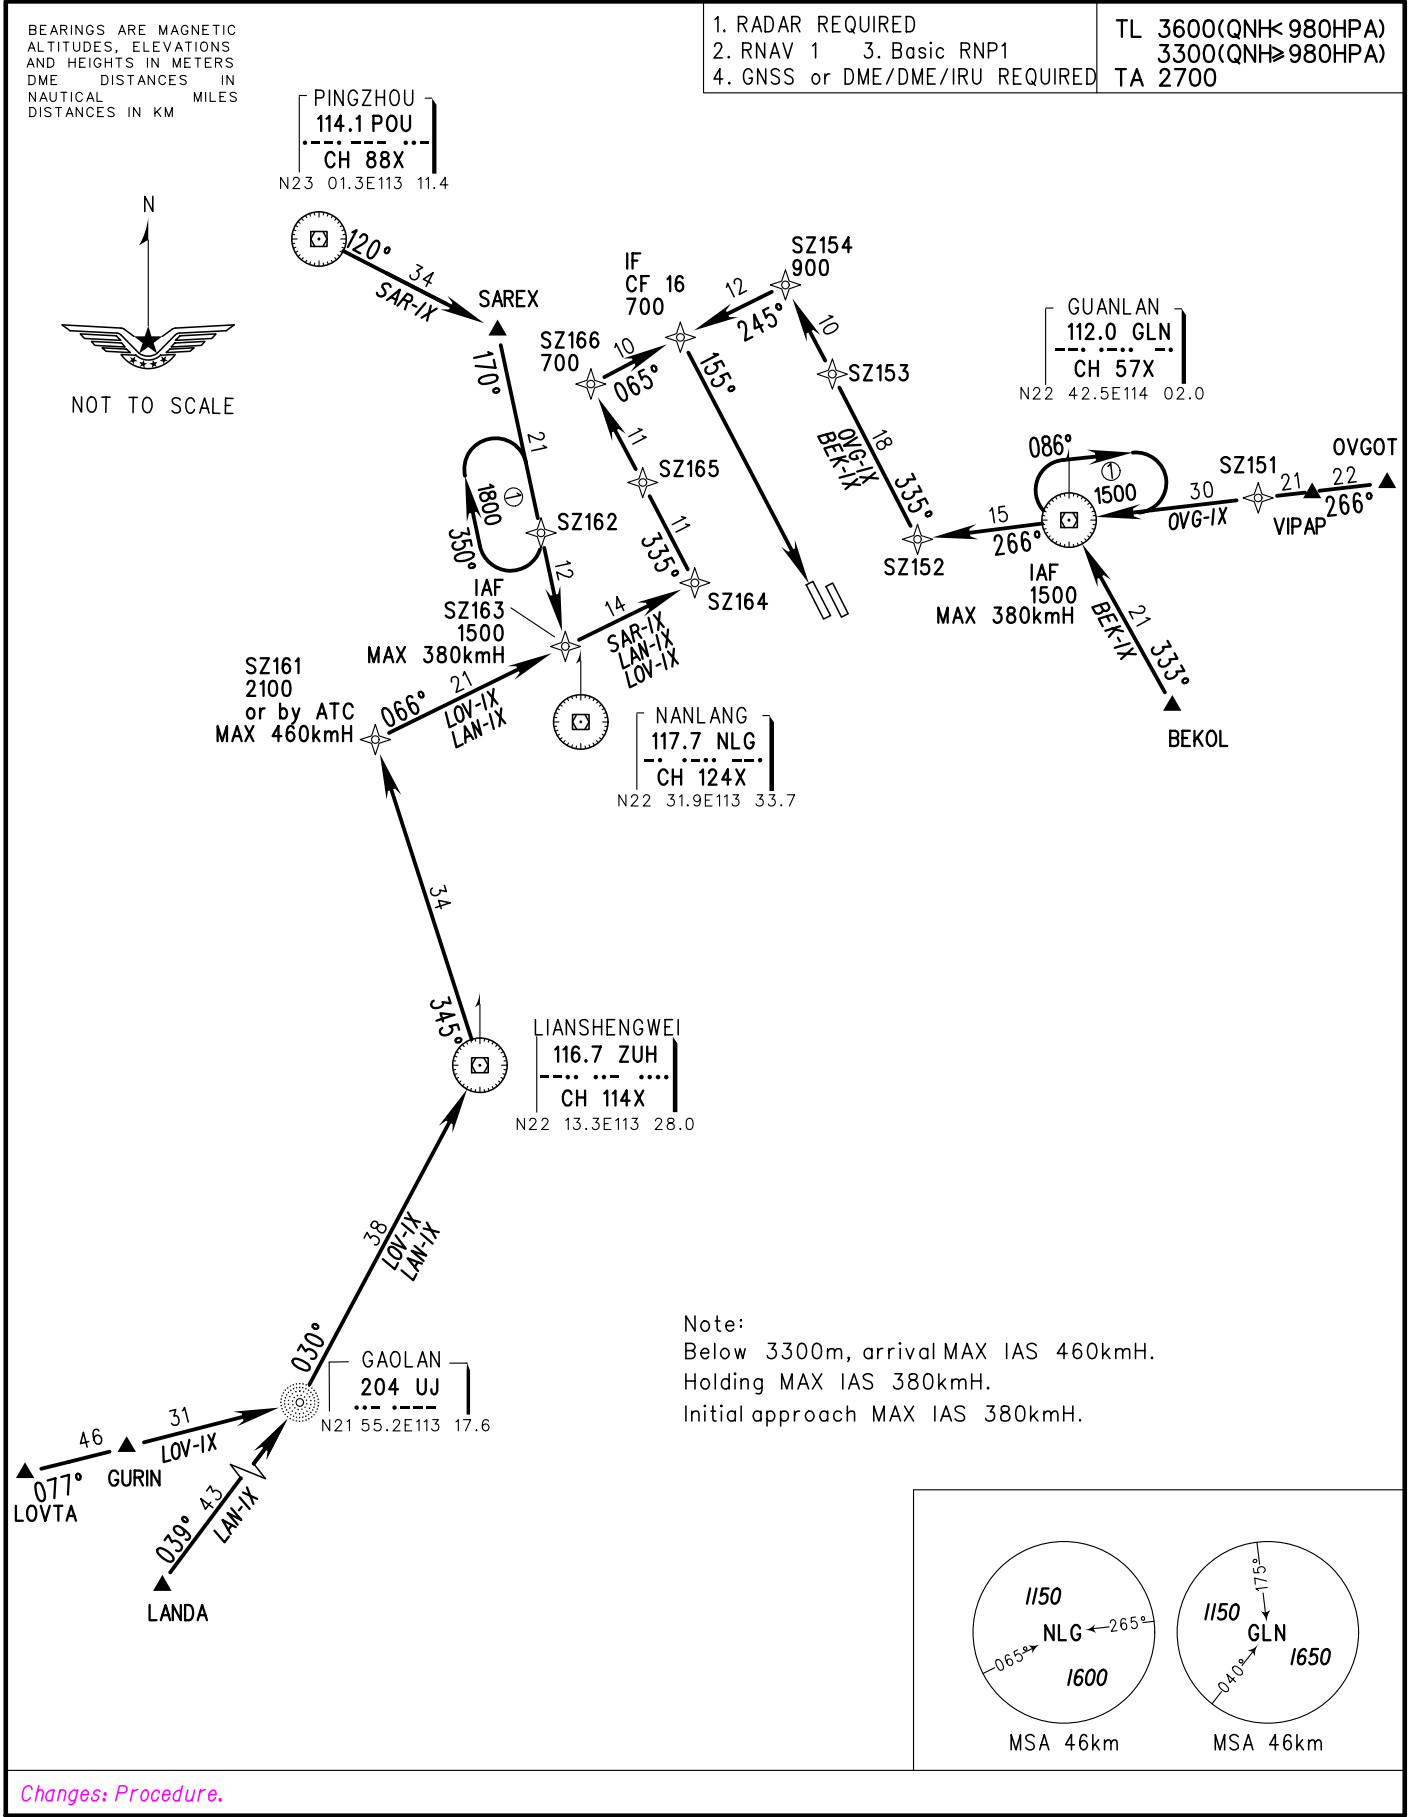 BEARINGS ARE MAGNETIC
ALTITUDES, ELEVATIONS
AND HEIGHTS IN METERS
DME DISTANCES IN
NAUTICAL MILES
DISTANCES IN KM
1. RADAR REQUIRED
2. RNAV 1 3. Basic RNP1
4. GNSS or DME/DME/IRU REQUIRED
TL 3600(QNH<980HPA)
3300(QNH≥980HPA)
TA 2700
PINGZHOU
114.1 POU
CH 88X
N23 01.3E113 11.4
N
NOT TO SCALE
120°
34
SAR-IX
SAREX
170°
21
1800
1
350°
SZ162
12
IAF
SZ163
1500
MAX 380kmH
SZ166
700
10
065°
IF
CF 16
700
12
245°
SZ154
900
155°
10
SZ153
18
OVG-IX
BEK-IX
335°
SZ152
11
SZ165
11
335°
SZ164
14
SAR-IX
LAN-IX
LOV-IX
GUANLAN
112.0 GLN
CH 57X
N22 42.5E114 02.0
086°
1
1500
15
266°
IAF
1500
MAX 380kmH
30
OVG-IX
SZ151
21
VIPAP
22
266°
OVGOT
21
BEK-IX
333°
BEKOL
SZ161
2100
or by ATC
MAX 460kmH
066°
21
LOV-IX
LAN-IX
NANLANG
117.7 NLG
CH 124X
N22 31.9E113 33.7
34
345°
LIANSHENGWEI
116.7 ZUH
CH 114X
N22 13.3E113 28.0
38
LOV-IX
LAN-IX
030°
GAOLAN
204 UJ
N21 55.2E113 17.6
46
077°
LOVTA
GURIN
31
LOV-IX
43
LAN-IX
039°
LANDA
Note:
Below 3300m, arrival MAX IAS 460kmH.
Holding MAX IAS 380kmH.
Initial approach MAX IAS 380kmH.
1150
NLG
265°
065°
1600
MSA 46km
175°
1150
GLN
040°
1650
MSA 46km
Changes: Procedure.